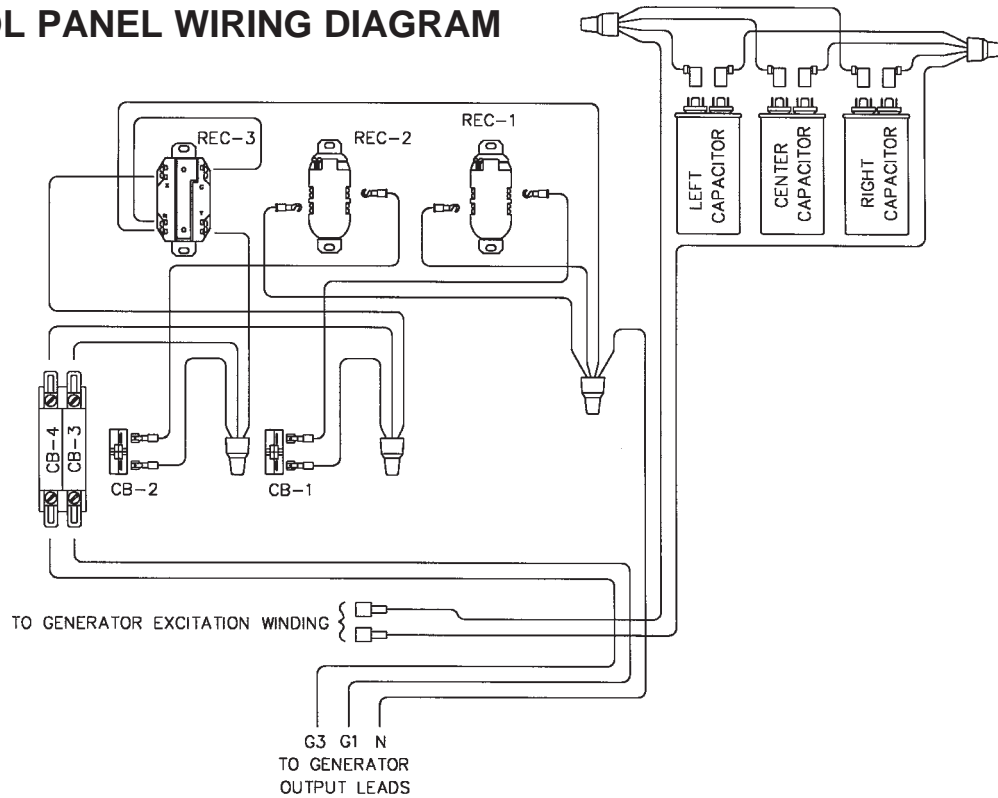 OL PANEL WIRING DIAGRAM
REC-3
REC-2
REC-1
LEFT
CAPACITOR
CENTER
CAPACITOR
RIGHT
CAPACITOR
CB-4
CB-3
CB-2
CB-1
TO GENERATOR EXCITATION WINDING
G3 G1 N
TO GENERATOR
OUTPUT LEADS